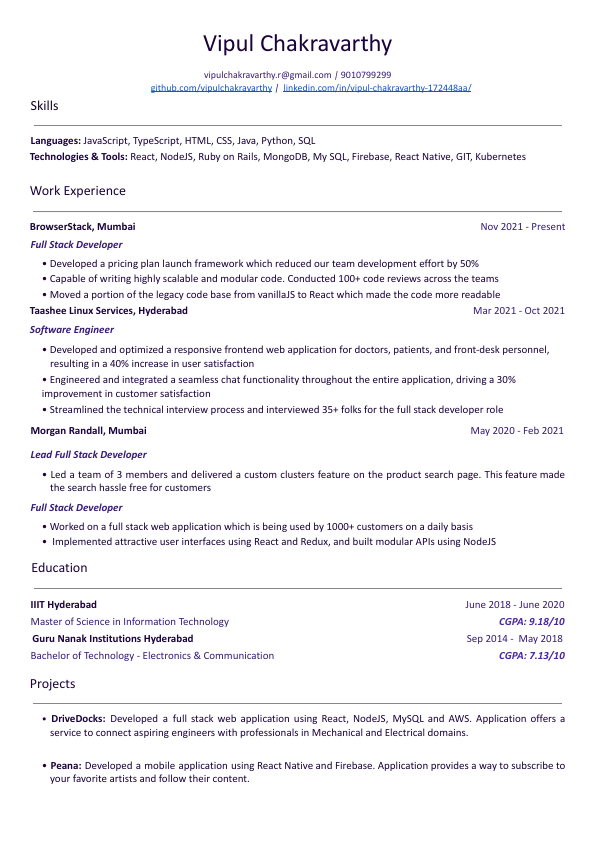 Vipul Chakravarthy
vipulchakravarthy.r@gmail.com / 9010799299
github.com/vipulchakravarthy / linkedin.com/in/vipul-chakravarthy-172448aa/
Skills
Languages: JavaScript, TypeScript, HTML, CSS, Java, Python, SQL
Technologies & Tools: React, NodeJS, Ruby on Rails, MongoDB, My SQL, Firebase, React Native, GIT, Kubernetes
Work Experience
BrowserStack, Mumbai Nov 2021 - Present
Full Stack Developer
• Developed a pricing plan launch framework which reduced our team development effort by 50%
• Capable of writing highly scalable and modular code. Conducted 100+ code reviews across the teams
• Moved a portion of the legacy code base from vanillaJS to React which made the code more readable
Taashee Linux Services, Hyderabad Mar 2021 - Oct 2021
Software Engineer
• Developed and optimized a responsive frontend web application for doctors, patients, and front-desk personnel,
resulting in a 40% increase in user satisfaction
• Engineered and integrated a seamless chat functionality throughout the entire application, driving a 30%
improvement in customer satisfaction
• Streamlined the technical interview process and interviewed 35+ folks for the full stack developer role
Morgan Randall, Mumbai May 2020 - Feb 2021
Lead Full Stack Developer
• Led a team of 3 members and delivered a custom clusters feature on the product search page. This feature made
the search hassle free for customers
Full Stack Developer
• Worked on a full stack web application which is being used by 1000+ customers on a daily basis
• Implemented attractive user interfaces using React and Redux, and built modular APIs using NodeJS
Education
IIIT Hyderabad June 2018 - June 2020
Master of Science in Information Technology CGPA: 9.18/10
Guru Nanak Institutions Hyderabad Sep 2014 - May 2018
Bachelor of Technology - Electronics & Communication CGPA: 7.13/10
Projects
• DriveDocks: Developed a full stack web application using React, NodeJS, MySQL and AWS. Application offers a
service to connect aspiring engineers with professionals in Mechanical and Electrical domains.
• Peana: Developed a mobile application using React Native and Firebase. Application provides a way to subscribe to
your favorite artists and follow their content.